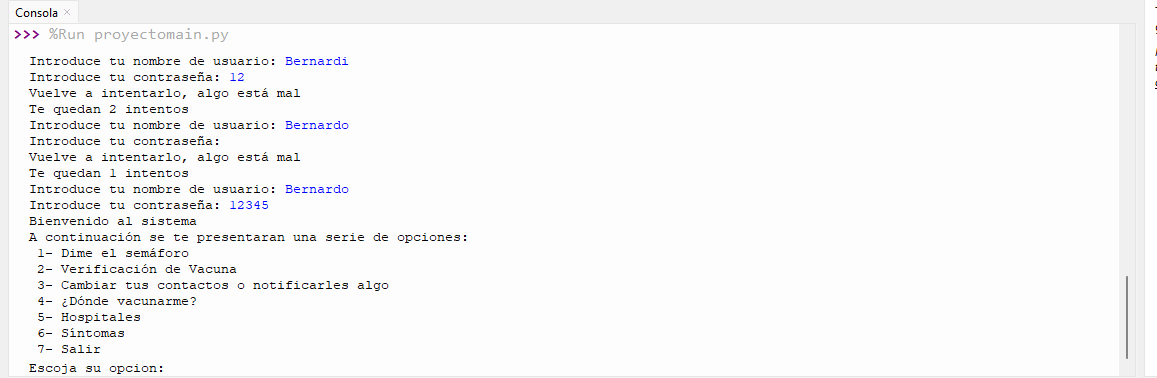 Consola ×
>>> %Run proyectomain.py
Introduce tu nombre de usuario: Bernardi
Introduce tu contraseña: 12
Vuelve a intentarlo, algo está mal
Te quedan 2 intentos
Introduce tu nombre de usuario: Bernardo
Introduce tu contraseña:
Vuelve a intentarlo, algo está mal
Te quedan 1 intentos
Introduce tu nombre de usuario: Bernardo
Introduce tu contraseña: 12345
Bienvenido al sistema
A continuación se te presentaran una serie de opciones:
1- Dime el semáforo
2- Verificación de Vacuna
3- Cambiar tus contactos o notificarles algo
4- ¿Dónde vacunarme?
5- Hospitales
6- Síntomas
7- Salir
Escoja su opcion: